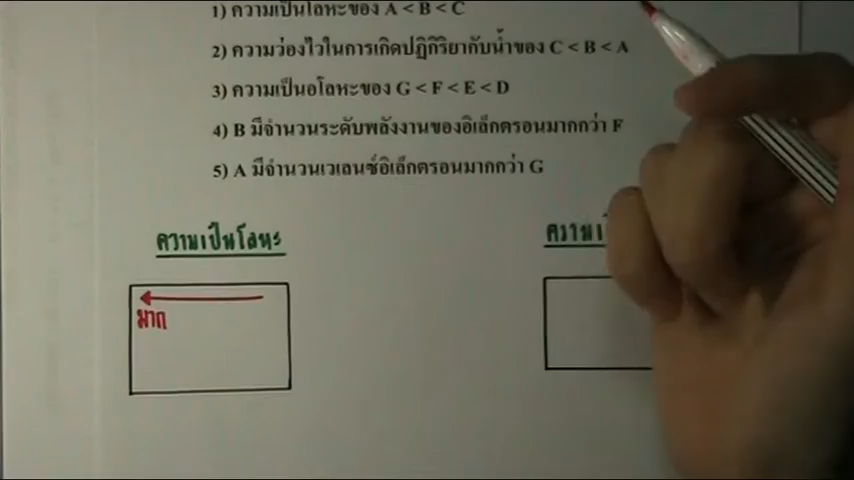 1) ความเป็นโลหะของ A < B < C
2) ความว่องไวในการเกิดปฏิกิริยากับน้ำของ C < B < A
3) ความเป็นอโลหะของ G < F < E < D
4) B มีจำนวนระดับพลังงานของอิเล็กตรอนมากกว่า F
5) A มีจำนวนเวเลนซ์อิเล็กตรอนมากกว่า G
ความเป็นโลหะ
มาก